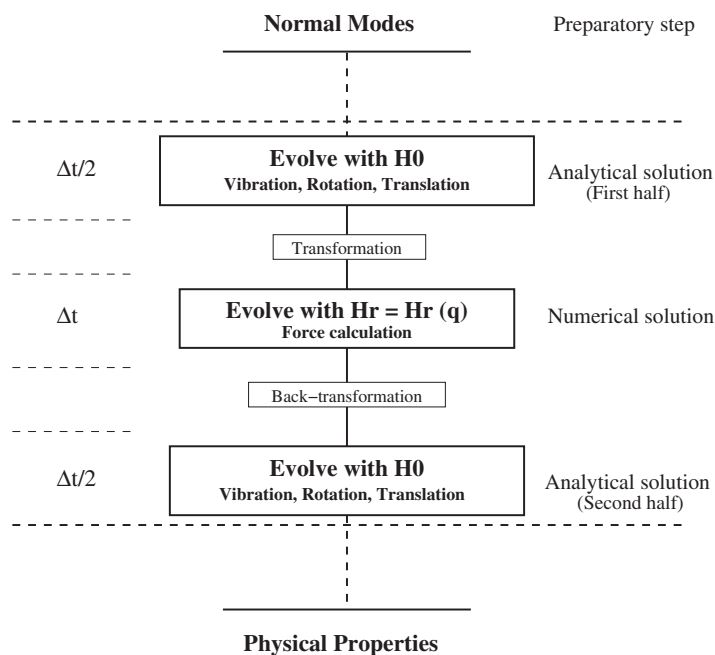 Normal Modes
Preparatory step
Δt/2
Evolve with H0
Vibration, Rotation, Translation
Analytical solution
(First half)
Transformation
Δt
Evolve with Hr = Hr (q)
Force calculation
Numerical solution
Back−transformation
Δt/2
Evolve with H0
Vibration, Rotation, Translation
Analytical solution
(Second half)
Physical Properties